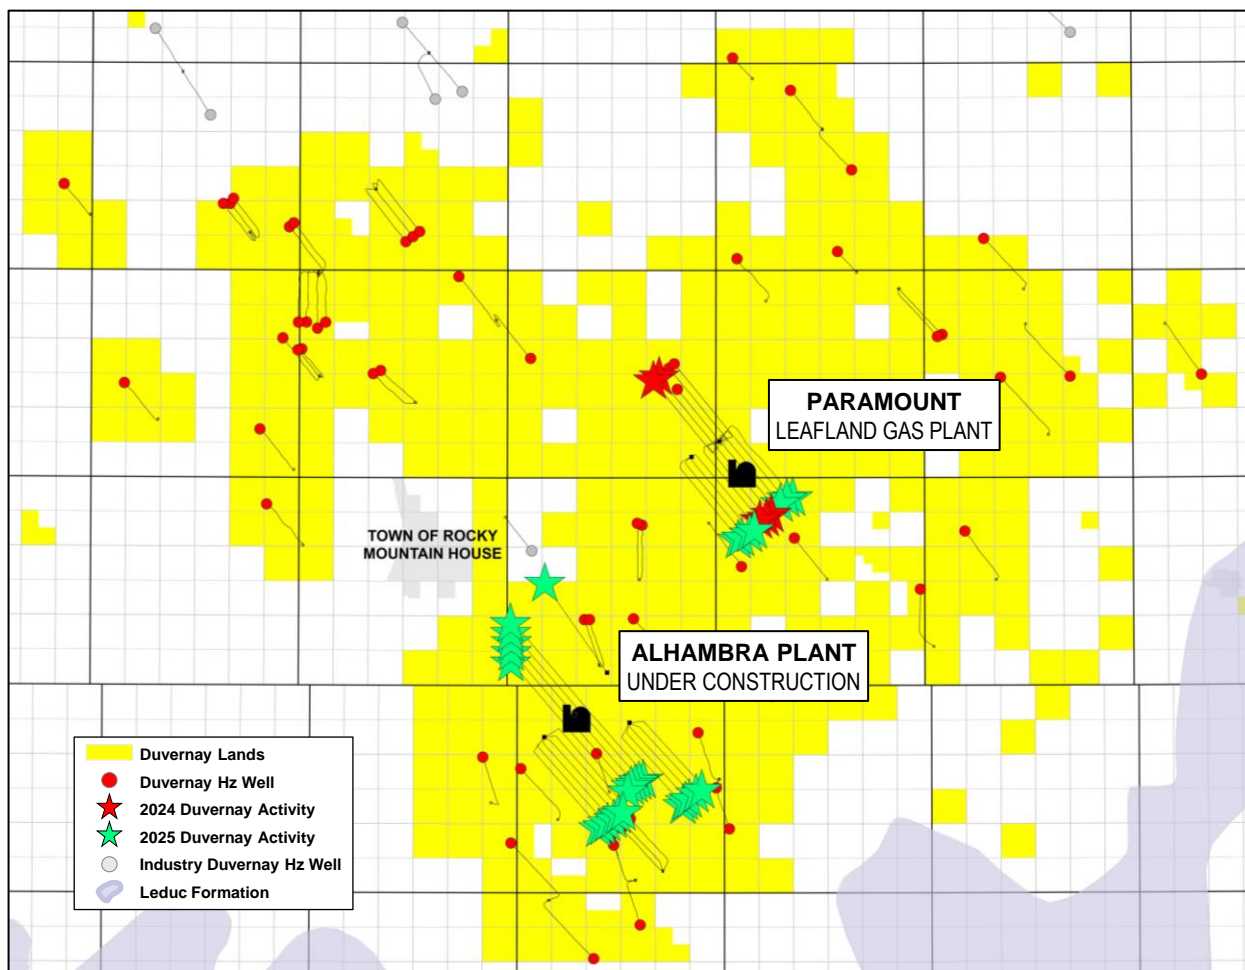 PARAMOUNT
LEAFLAND GAS PLANT
TOWN OF ROCKY
MOUNTAIN HOUSE
ALHAMBRA PLANT
UNDER CONSTRUCTION
Duvernay Lands
Duvernay Hz Well
2024 Duvernay Activity
2025 Duvernay Activity
Industry Duvernay Hz Well
Leduc Formation